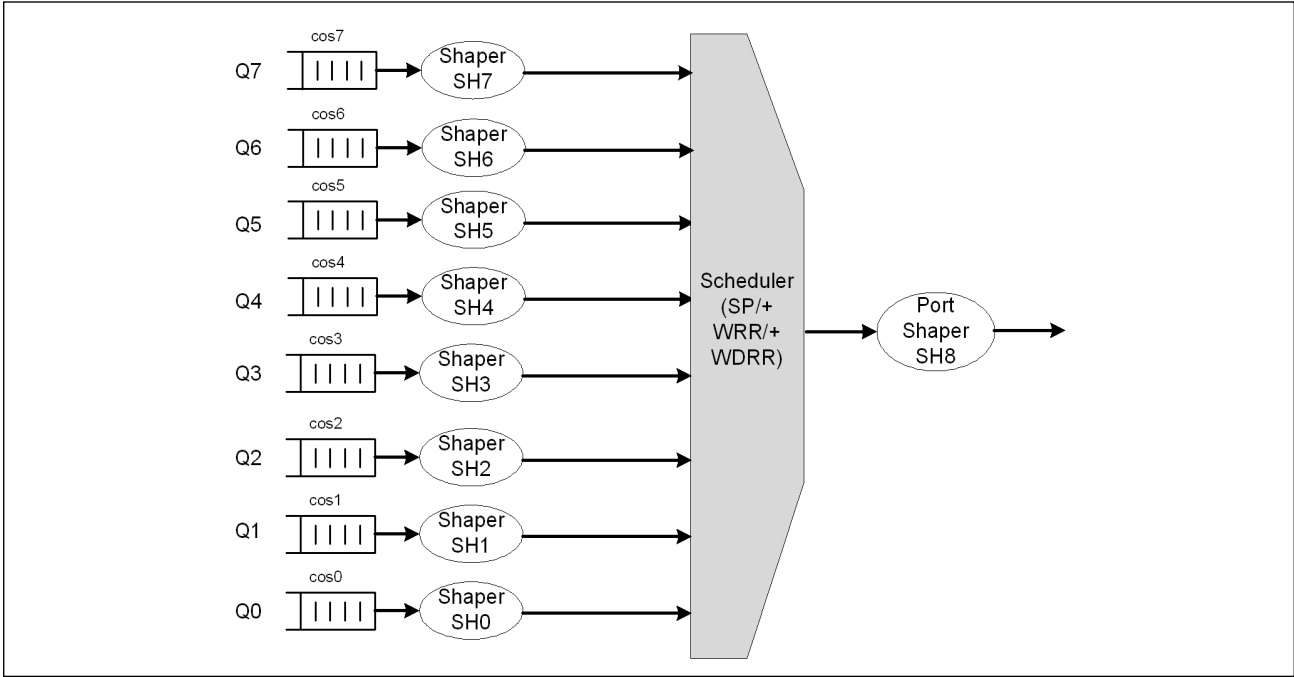 cos7
Q7
Shaper
SH7
cos6
Q6
Shaper
SH6
cos5
Q5
Shaper
SH5
cos4
Q4
Shaper
SH4
cos3
Q3
Shaper
SH3
cos2
Q2
Shaper
SH2
cos1
Q1
Shaper
SH1
cos0
Q0
Shaper
SH0
Scheduler
(SP/+
WRR/+
WDRR)
Port
Shaper
SH8